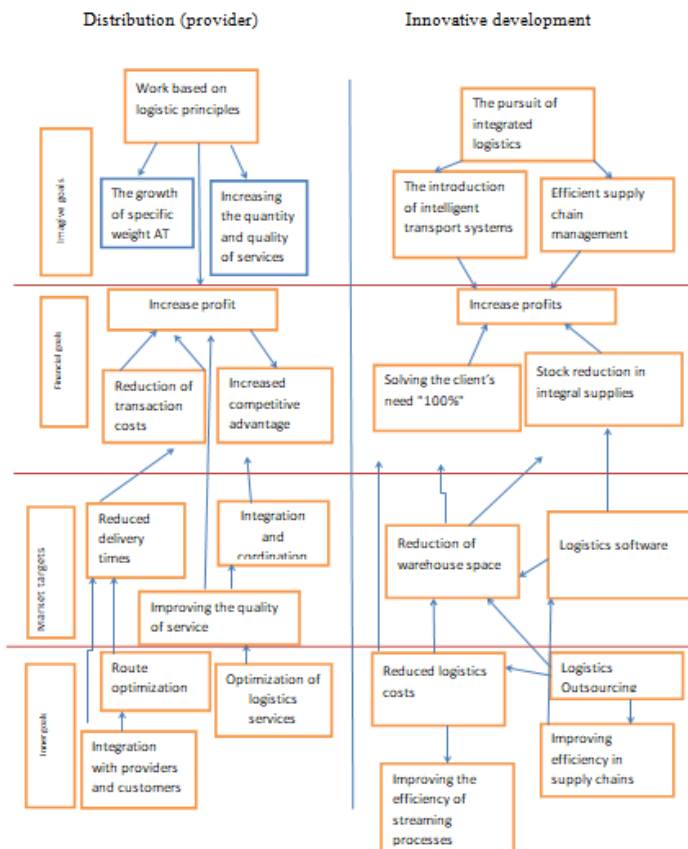 Distribution (provider)
Innovative development
Imagive goals
Work based on
logistic principles
The growth
of specific
weight AT
Increasing
the quantity
and quality
of services
The pursuit of
integrated
logistics
The introduction
of intelligent
transport systems
Efficient supply
chain
management
Financial goals
Increase profit
Reduction of
transaction
costs
Increased
competitive
advantage
Increase profits
Solving the client's
need "100%"
Stock reduction in
integral supplies
Market targets
Reduced
delivery
times
Integration
and
cordination
Improving the quality
of service
Reduction of
warehouse space
Logistics software
Inner goals
Route
optimization
Optimization of
logistics
services
Integration
with providers
and customers
Reduced logistics
costs
Logistics
Outsourcing
Improving
efficiency in
supply chains
Improving the
efficiency of
streaming
processes